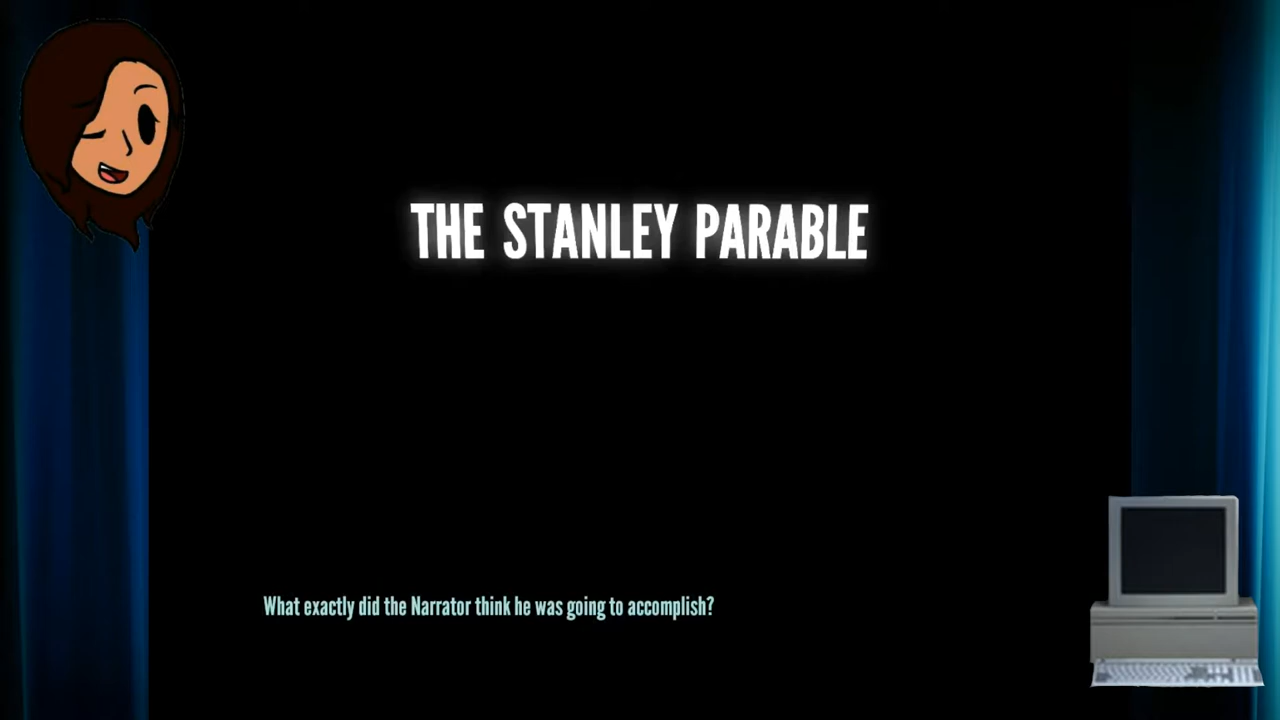 THE STANLEY PARABLE
What exactly did the Narrator think he was going to accomplish?